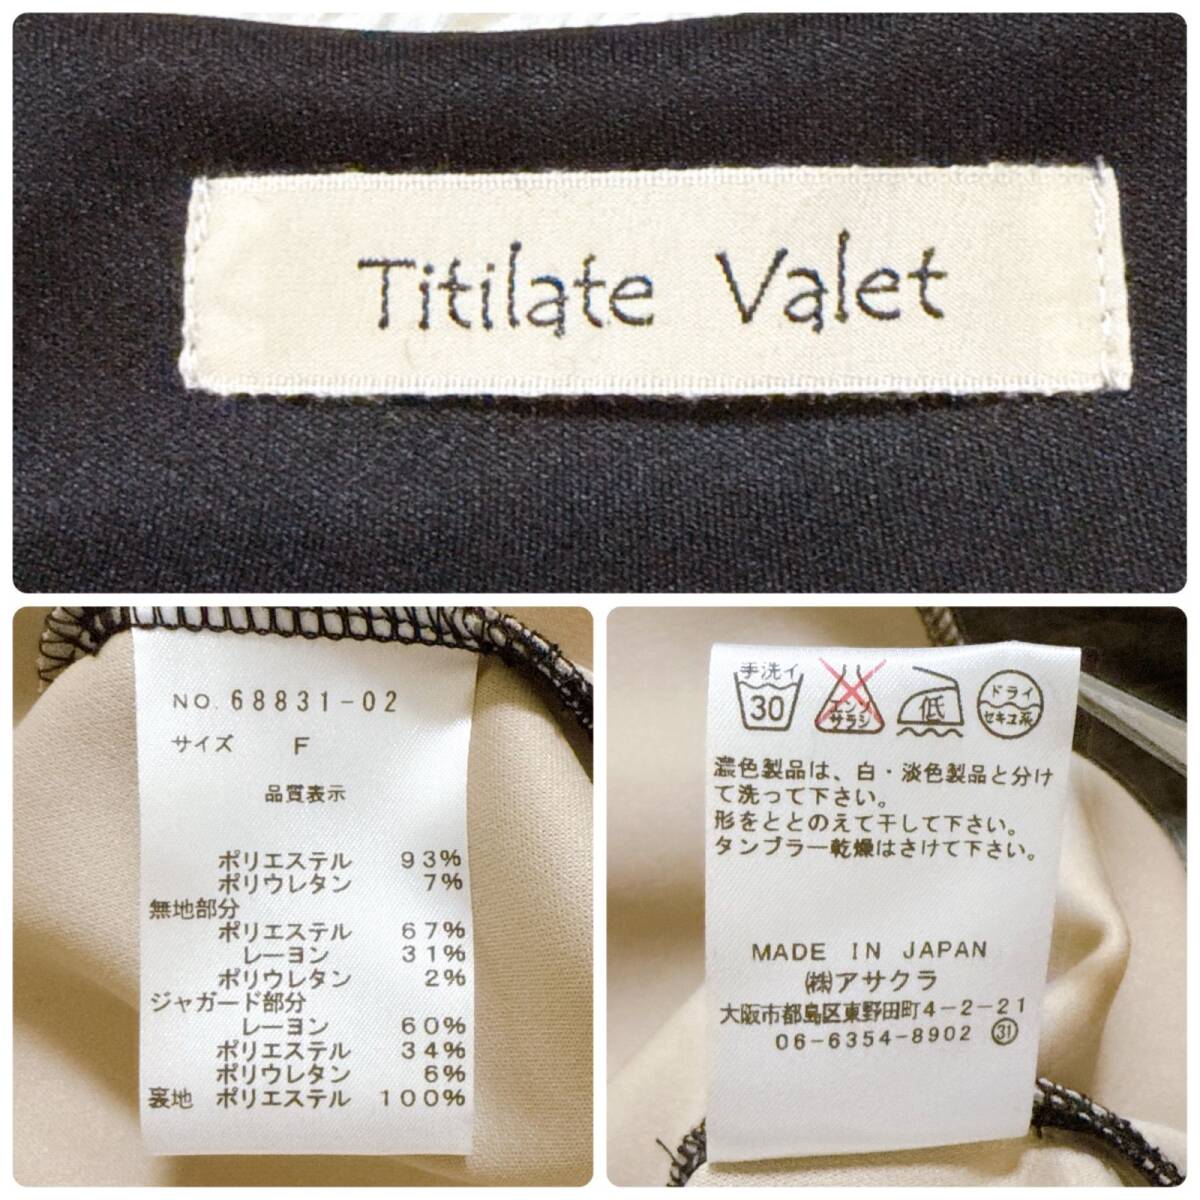 Titilate Valet
NO. 68831-02
サイズ F
品質表示
ポリエステル 93%
ポリウレタン 7%
無地部分
ポリエステル 67%
レーヨン 31%
ポリウレタン 2%
ジャガード部分
レーヨン 60%
ポリエステル 34%
ポリウレタン 6%
裏地 ポリエステル 100%
手洗イ
30
エンソ
サラシ
低
ドライ
セキユ系
濃色製品は、白・淡色製品と分け
て洗って下さい。
形をととのえて干して下さい。
タンブラー乾燥はさけて下さい。
MADE IN JAPAN
㈱アサクラ
大阪市都島区東野田町4-2-21
06-6354-8902 ㉛